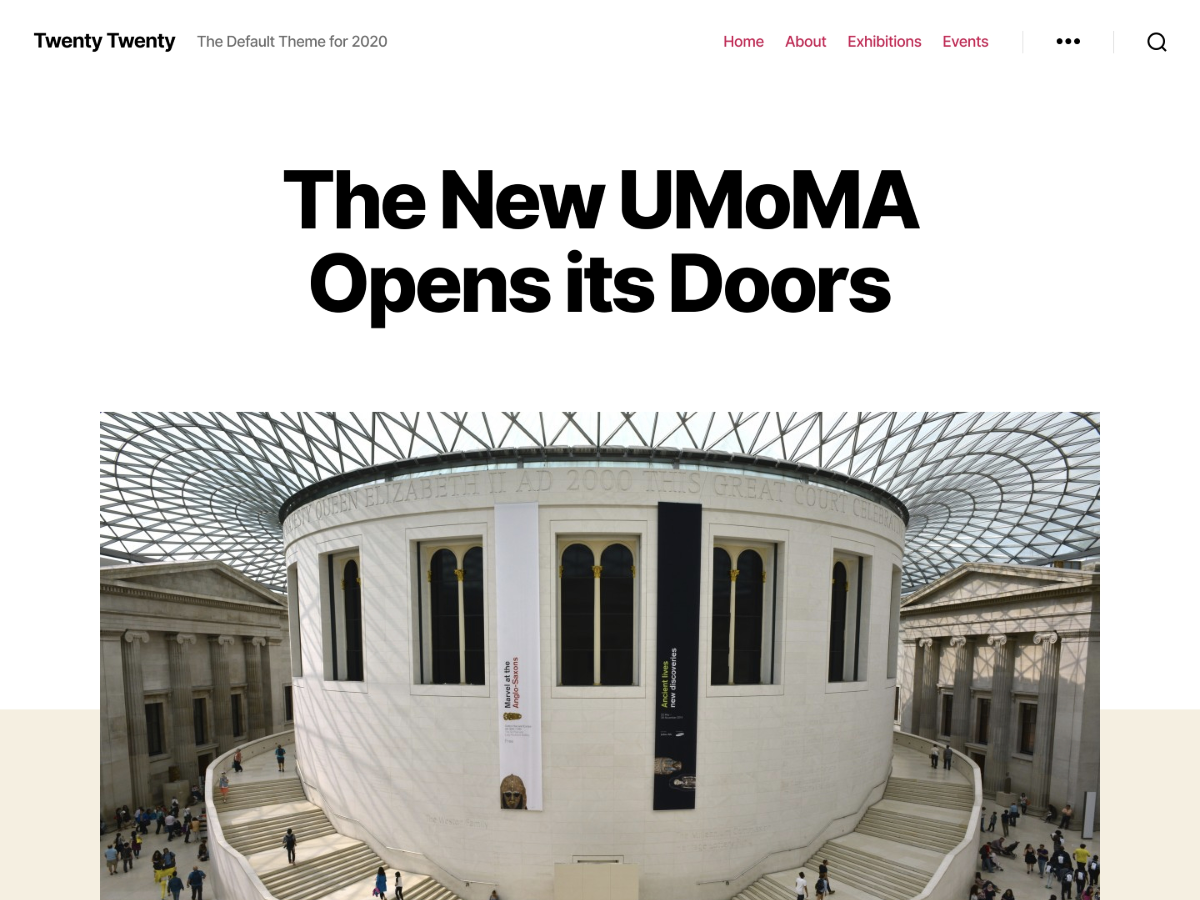 Twenty Twenty
The Default Theme for 2020
Home
About
Exhibitions
Events
The New UMoMA
Opens its Doors
QUEEN ELIZABETH II AD 2000 THIS GREAT COURT
Marvel at the
Anglo-Saxons
Ancient lives
new discoveries